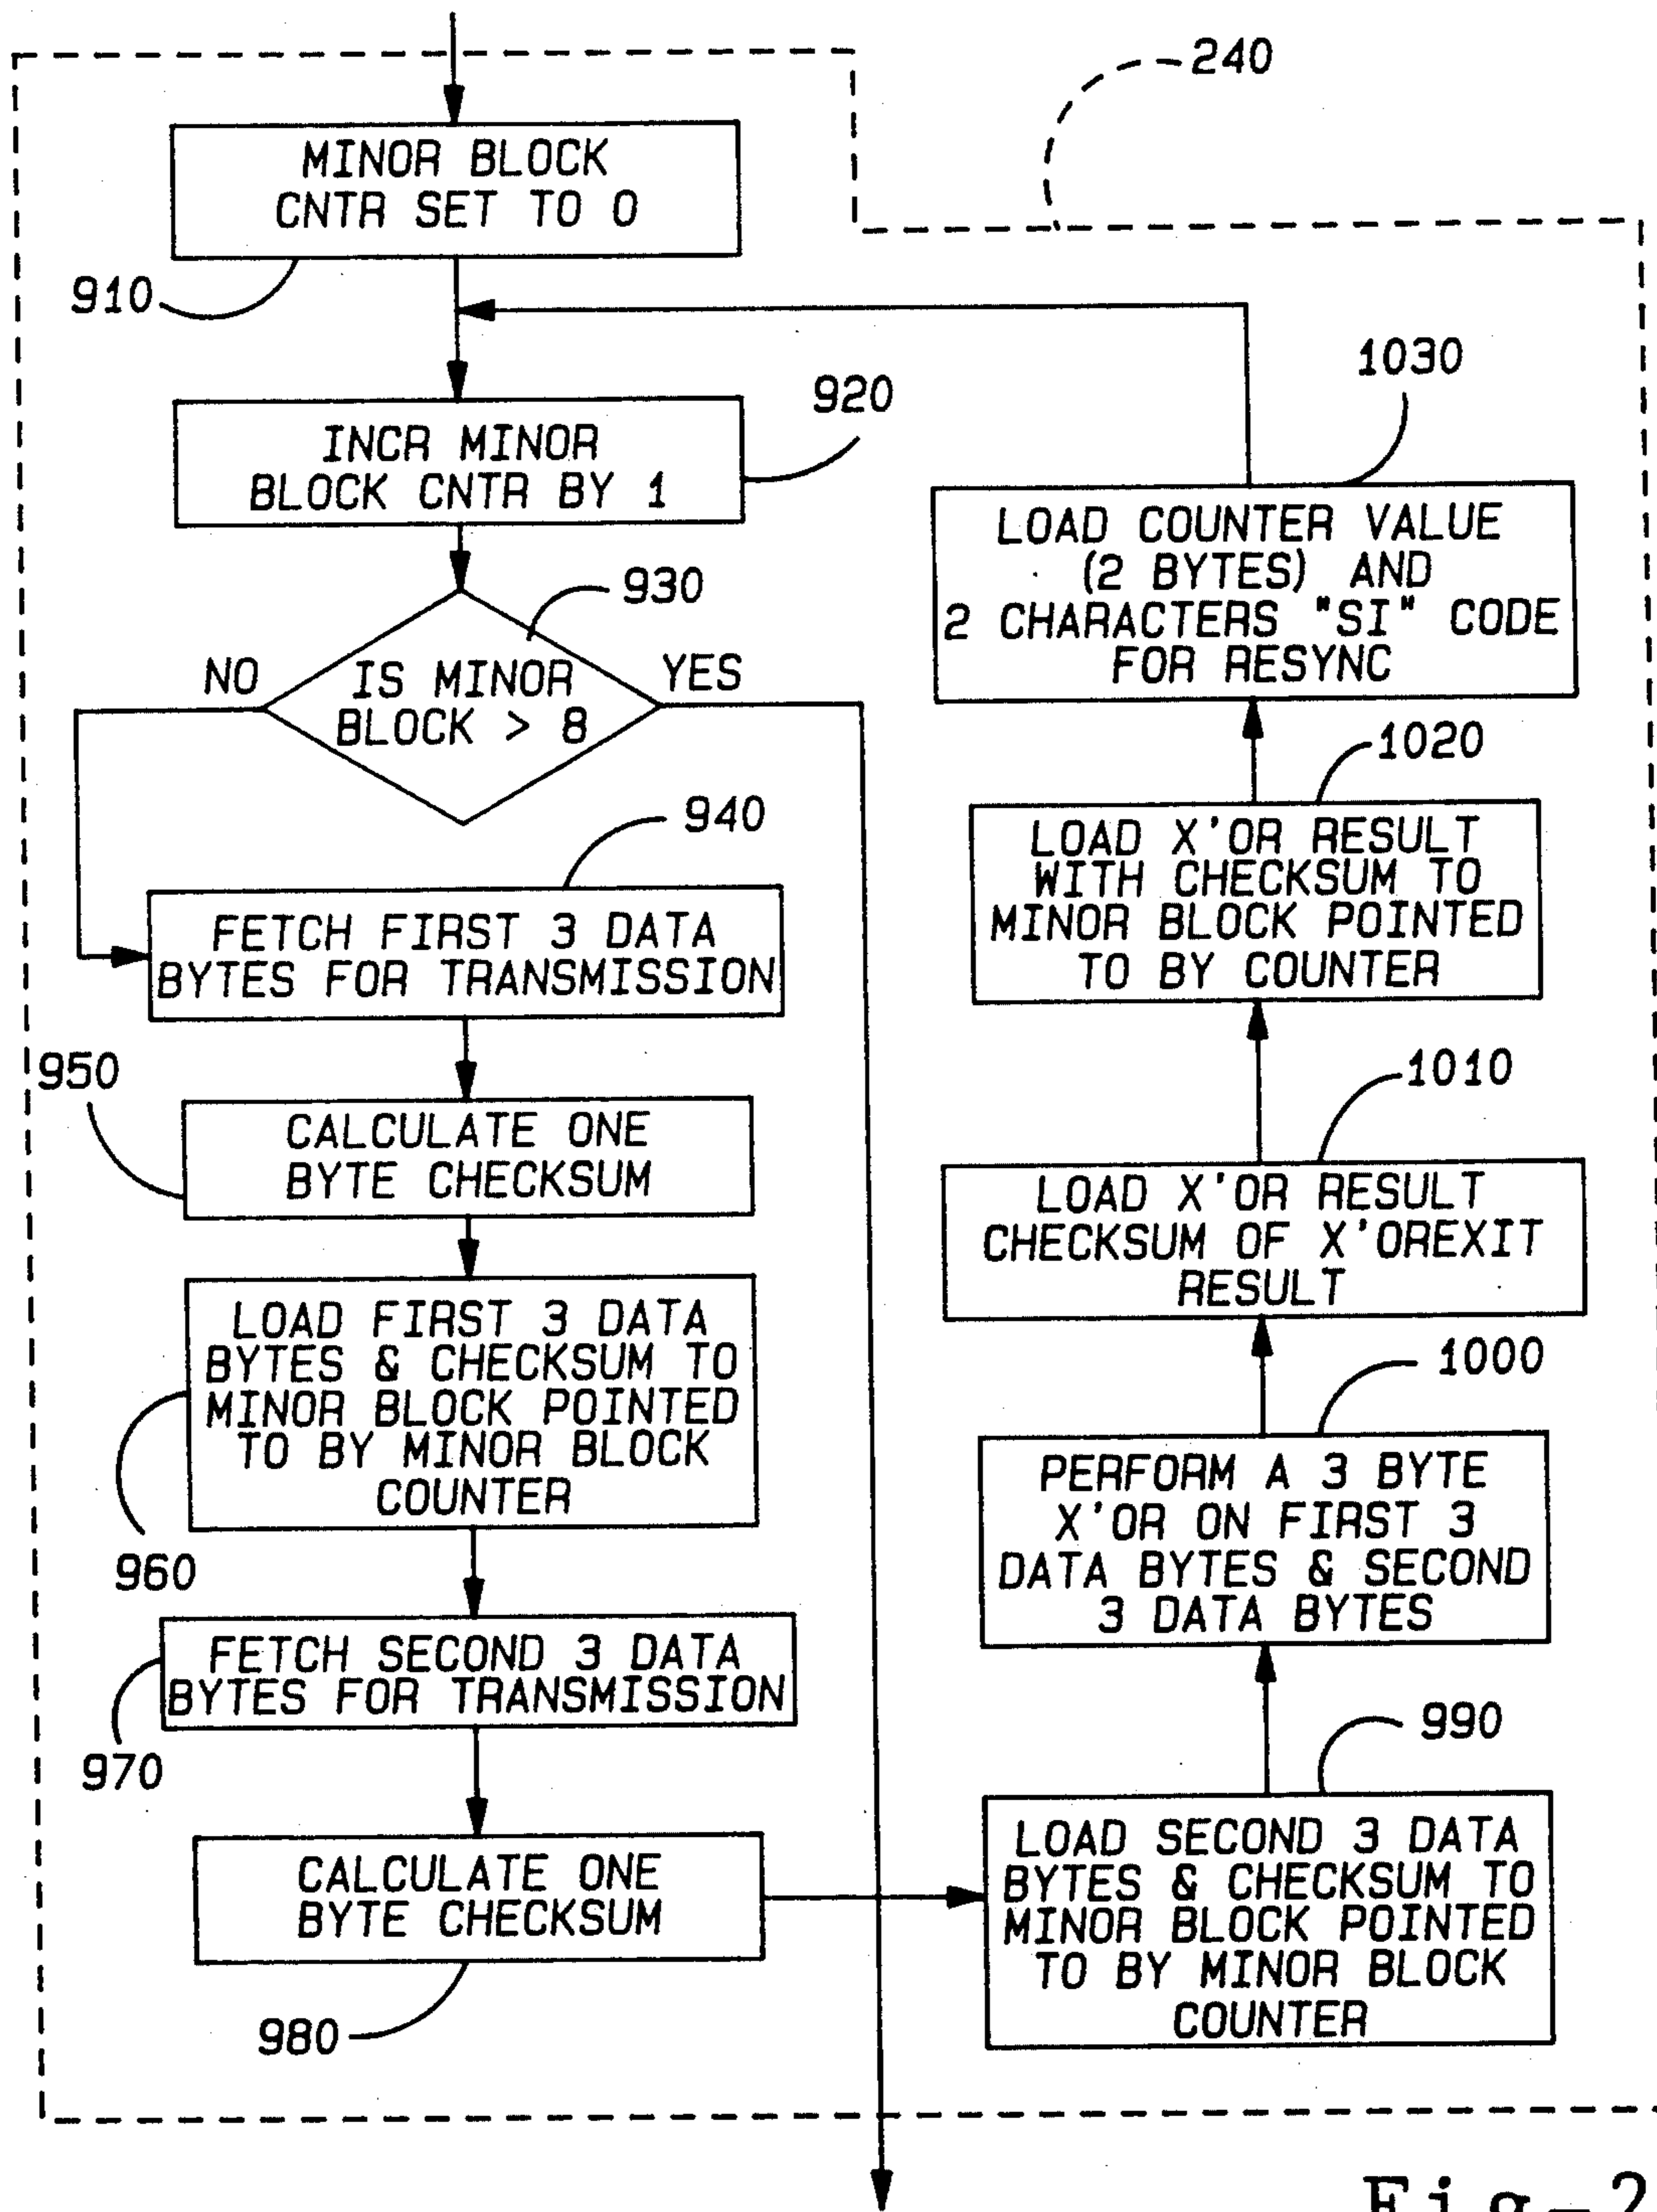 240
MINOR BLOCK
CNTR SET TO 0
910
INCR MINOR
BLOCK CNTR BY 1
920
930
NO
IS MINOR
BLOCK > 8
YES
940
FETCH FIRST 3 DATA
BYTES FOR TRANSMISSION
950
CALCULATE ONE
BYTE CHECKSUM
LOAD FIRST 3 DATA
BYTES & CHECKSUM TO
MINOR BLOCK POINTED
TO BY MINOR BLOCK
COUNTER
960
FETCH SECOND 3 DATA
BYTES FOR TRANSMISSION
970
CALCULATE ONE
BYTE CHECKSUM
980
1030
LOAD COUNTER VALUE
(2 BYTES) AND
2 CHARACTERS "SI" CODE
FOR RESYNC
1020
LOAD X'OR RESULT
WITH CHECKSUM TO
MINOR BLOCK POINTED
TO BY COUNTER
1010
LOAD X'OR RESULT
CHECKSUM OF X'OREXIT
RESULT
1000
PERFORM A 3 BYTE
X'OR ON FIRST 3
DATA BYTES & SECOND
3 DATA BYTES
990
LOAD SECOND 3 DATA
BYTES & CHECKSUM TO
MINOR BLOCK POINTED
TO BY MINOR BLOCK
COUNTER
Fig-2